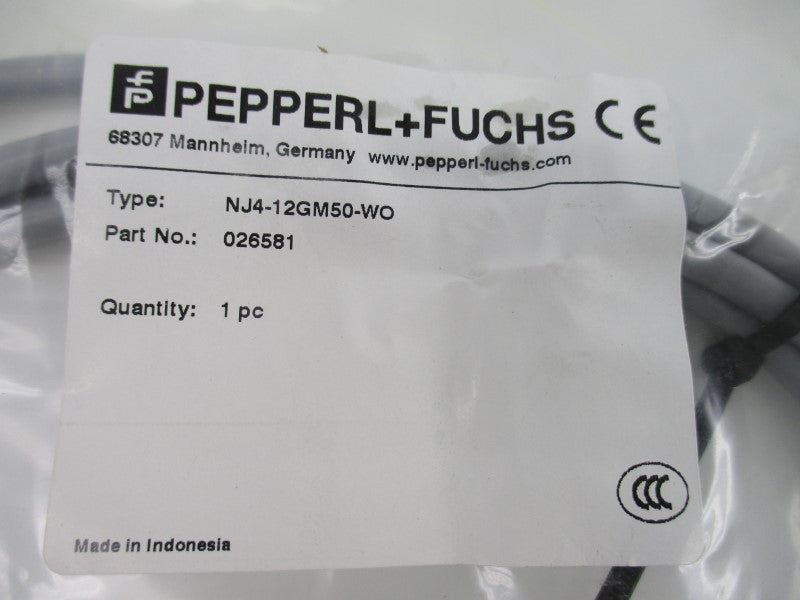 PEPPERL+FUCHS CE
68307 Mannheim, Germany www.pepperl-fuchs.com
Type: NJ4-12GM50-WO
Part No.: 026581
Quantity: 1 pc
CCC
Made in Indonesia